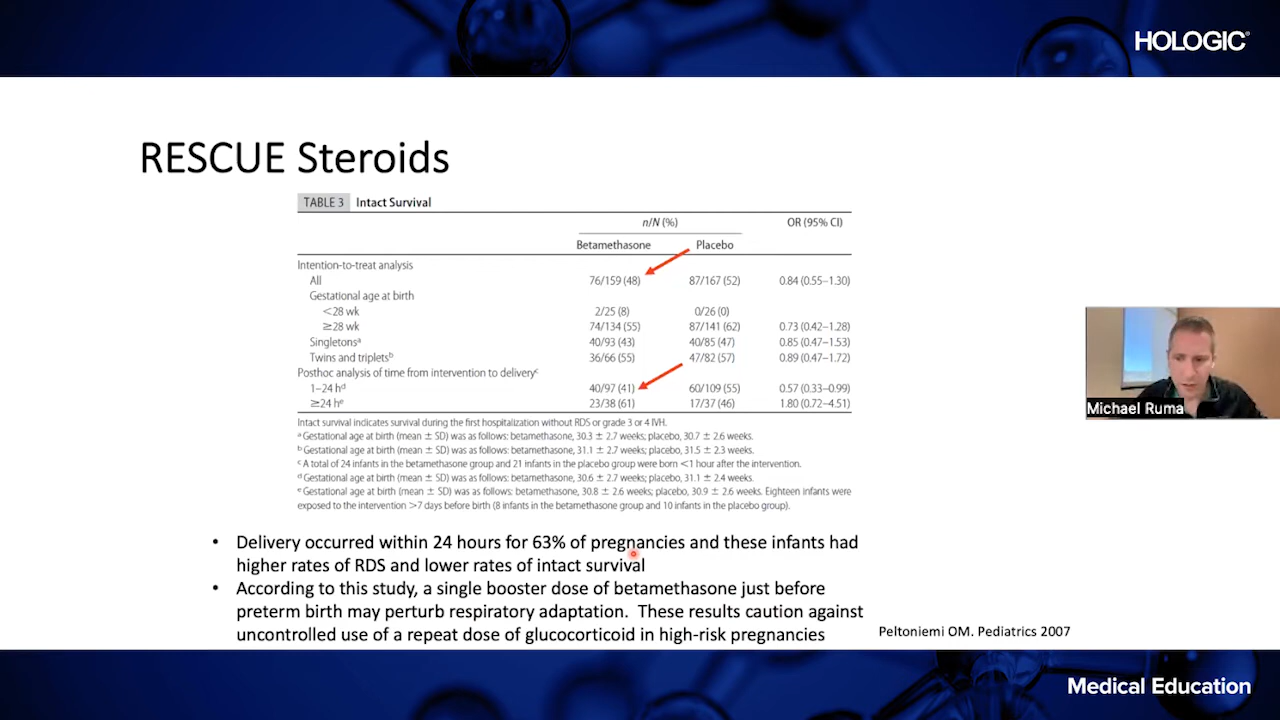 HOLOGIC®
RESCUE Steroids
TABLE 3 Intact Survival
n/N (%) OR (95% CI)
Betamethasone Placebo
Intention-to-treat analysis
All 76/159 (48) 87/167 (52) 0.84 (0.55–1.30)
Gestational age at birth
<28 wk 2/25 (8) 0/26 (0)
≥28 wk 74/134 (55) 87/141 (62) 0.73 (0.42–1.28)
Singletonsᵃ 40/93 (43) 40/85 (47) 0.85 (0.47–1.53)
Twins and tripletsᵇ 36/66 (55) 47/82 (57) 0.89 (0.47–1.72)
Posthoc analysis of time from intervention to deliveryᶜ
1–24 hᵈ 40/97 (41) 60/109 (55) 0.57 (0.33–0.99)
≥24 hᵉ 23/38 (61) 17/37 (46) 1.80 (0.72–4.51)
Intact survival indicates survival during the first hospitalization without RDS or grade 3 or 4 IVH.
ᵃ Gestational age at birth (mean ± SD) was as follows: betamethasone, 30.3 ± 2.7 weeks; placebo, 30.7 ± 2.6 weeks.
ᵇ Gestational age at birth (mean ± SD) was as follows: betamethasone, 31.1 ± 2.7 weeks; placebo, 31.5 ± 2.3 weeks.
ᶜ A total of 24 infants in the betamethasone group and 21 infants in the placebo group were born <1 hour after the intervention.
ᵈ Gestational age at birth (mean ± SD) was as follows: betamethasone, 30.6 ± 2.7 weeks; placebo, 31.1 ± 2.4 weeks.
ᵉ Gestational age at birth (mean ± SD) was as follows: betamethasone, 30.8 ± 2.6 weeks; placebo, 30.9 ± 2.6 weeks. Eighteen infants were
exposed to the intervention >7 days before birth (8 infants in the betamethasone group and 10 infants in the placebo group).
Michael Ruma
• Delivery occurred within 24 hours for 63% of pregnancies and these infants had
higher rates of RDS and lower rates of intact survival
• According to this study, a single booster dose of betamethasone just before
preterm birth may perturb respiratory adaptation. These results caution against
uncontrolled use of a repeat dose of glucocorticoid in high-risk pregnancies
Peltoniemi OM. Pediatrics 2007
Medical Education